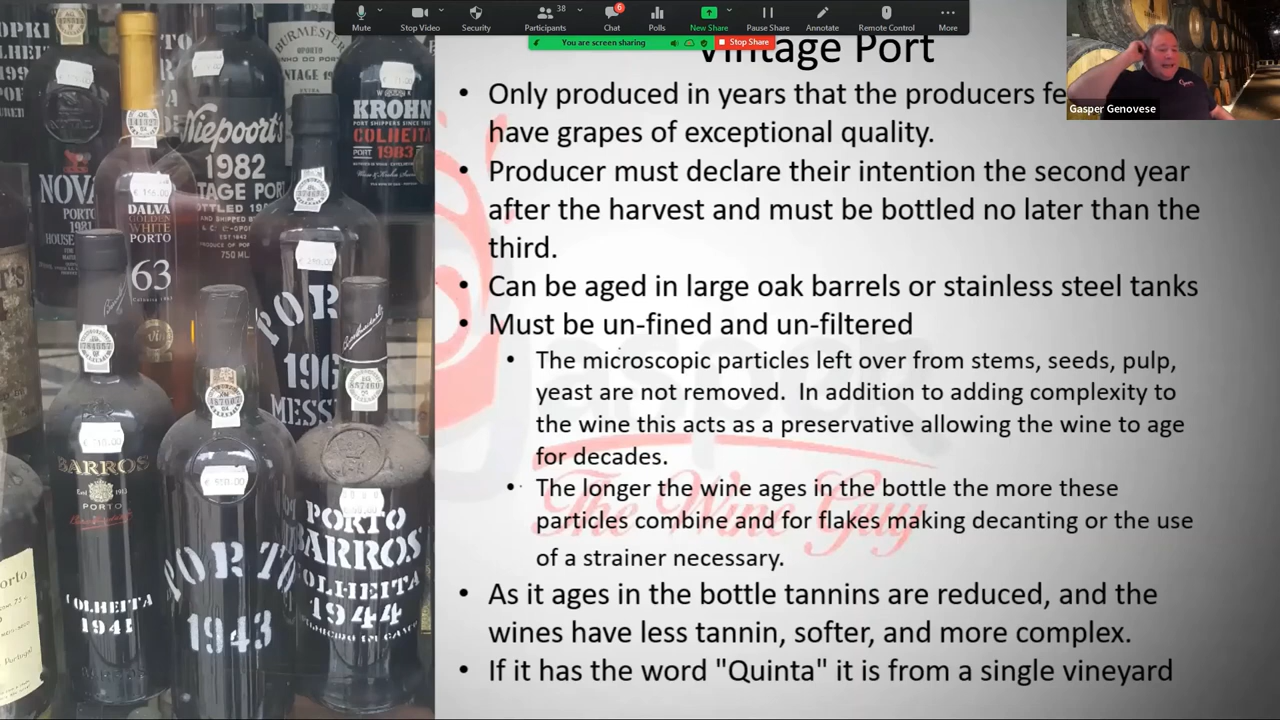 Mute
Stop Video
Security
Participants
38
Chat
6
Polls
New Share
Pause Share
Annotate
Remote Control
More
You are screen sharing
Stop Share
Gasper Genovese
Vintage Port
• Only produced in years that the producers
have grapes of exceptional quality.
• Producer must declare their intention the second year
after the harvest and must be bottled no later than the
third.
• Can be aged in large oak barrels or stainless steel tanks
• Must be un-fined and un-filtered
• The microscopic particles left over from stems, seeds, pulp,
yeast are not removed. In addition to adding complexity to
the wine this acts as a preservative allowing the wine to age
for decades.
• The longer the wine ages in the bottle the more these
particles combine and for flakes making decanting or the use
of a strainer necessary.
• As it ages in the bottle tannins are reduced, and the
wines have less tannin, softer, and more complex.
• If it has the word "Quinta" it is from a single vineyard
The Wine Guy
BURMESTER
Niepoort's
1982
750 ML
KROHN
COLHEITA
PORT 1983
PORTO
1981
HOUSE
DALVA
GOLDEN
WHITE
PORTO
63
BARROS
PORTO
PORTO
1943
PORTO
BARROS
1944